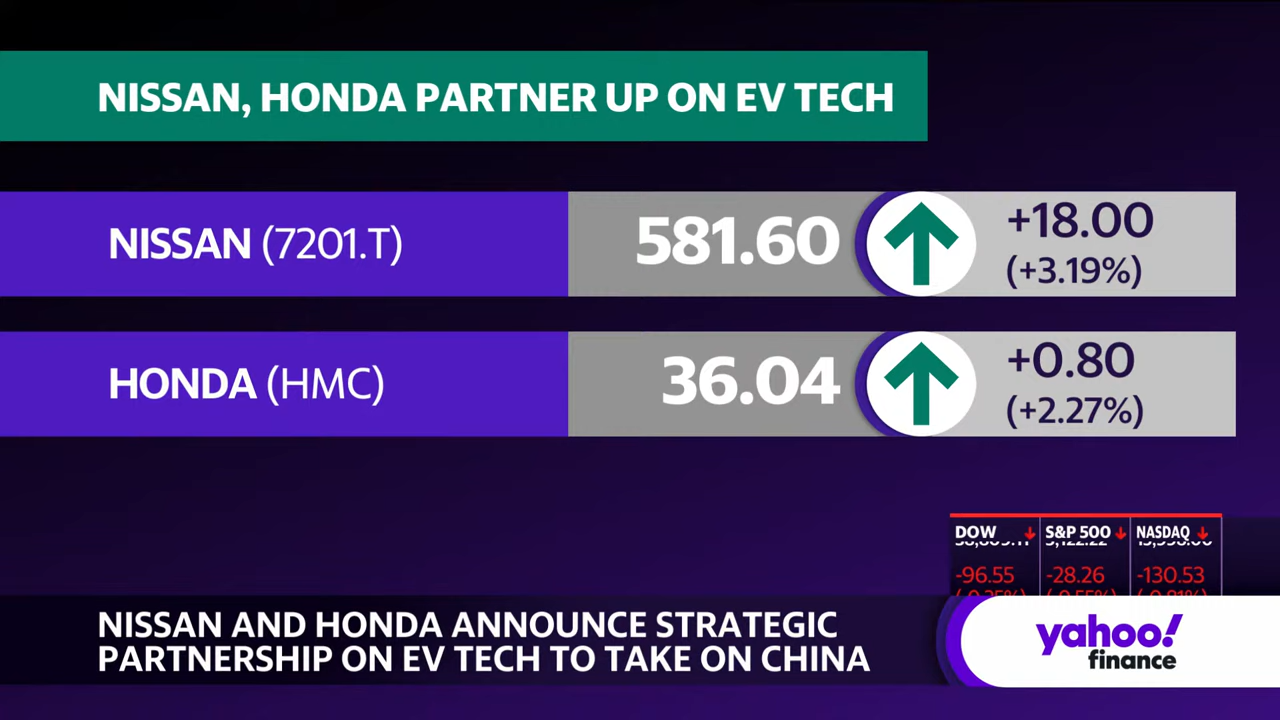 NISSAN, HONDA PARTNER UP ON EV TECH
NISSAN (7201.T)
581.60
+18.00
(+3.19%)
HONDA (HMC)
36.04
+0.80
(+2.27%)
DOW S&P 500 NASDAQ
-96.55 -28.26 -130.53
NISSAN AND HONDA ANNOUNCE STRATEGIC
PARTNERSHIP ON EV TECH TO TAKE ON CHINA
yahoo!
finance